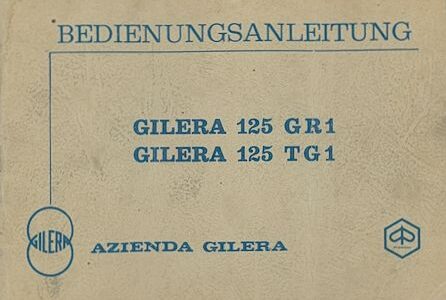 BEDIENUNGSANLEITUNG
GILERA 125 GR1
GILERA 125 TG1
GILERA
AZIENDA GILERA